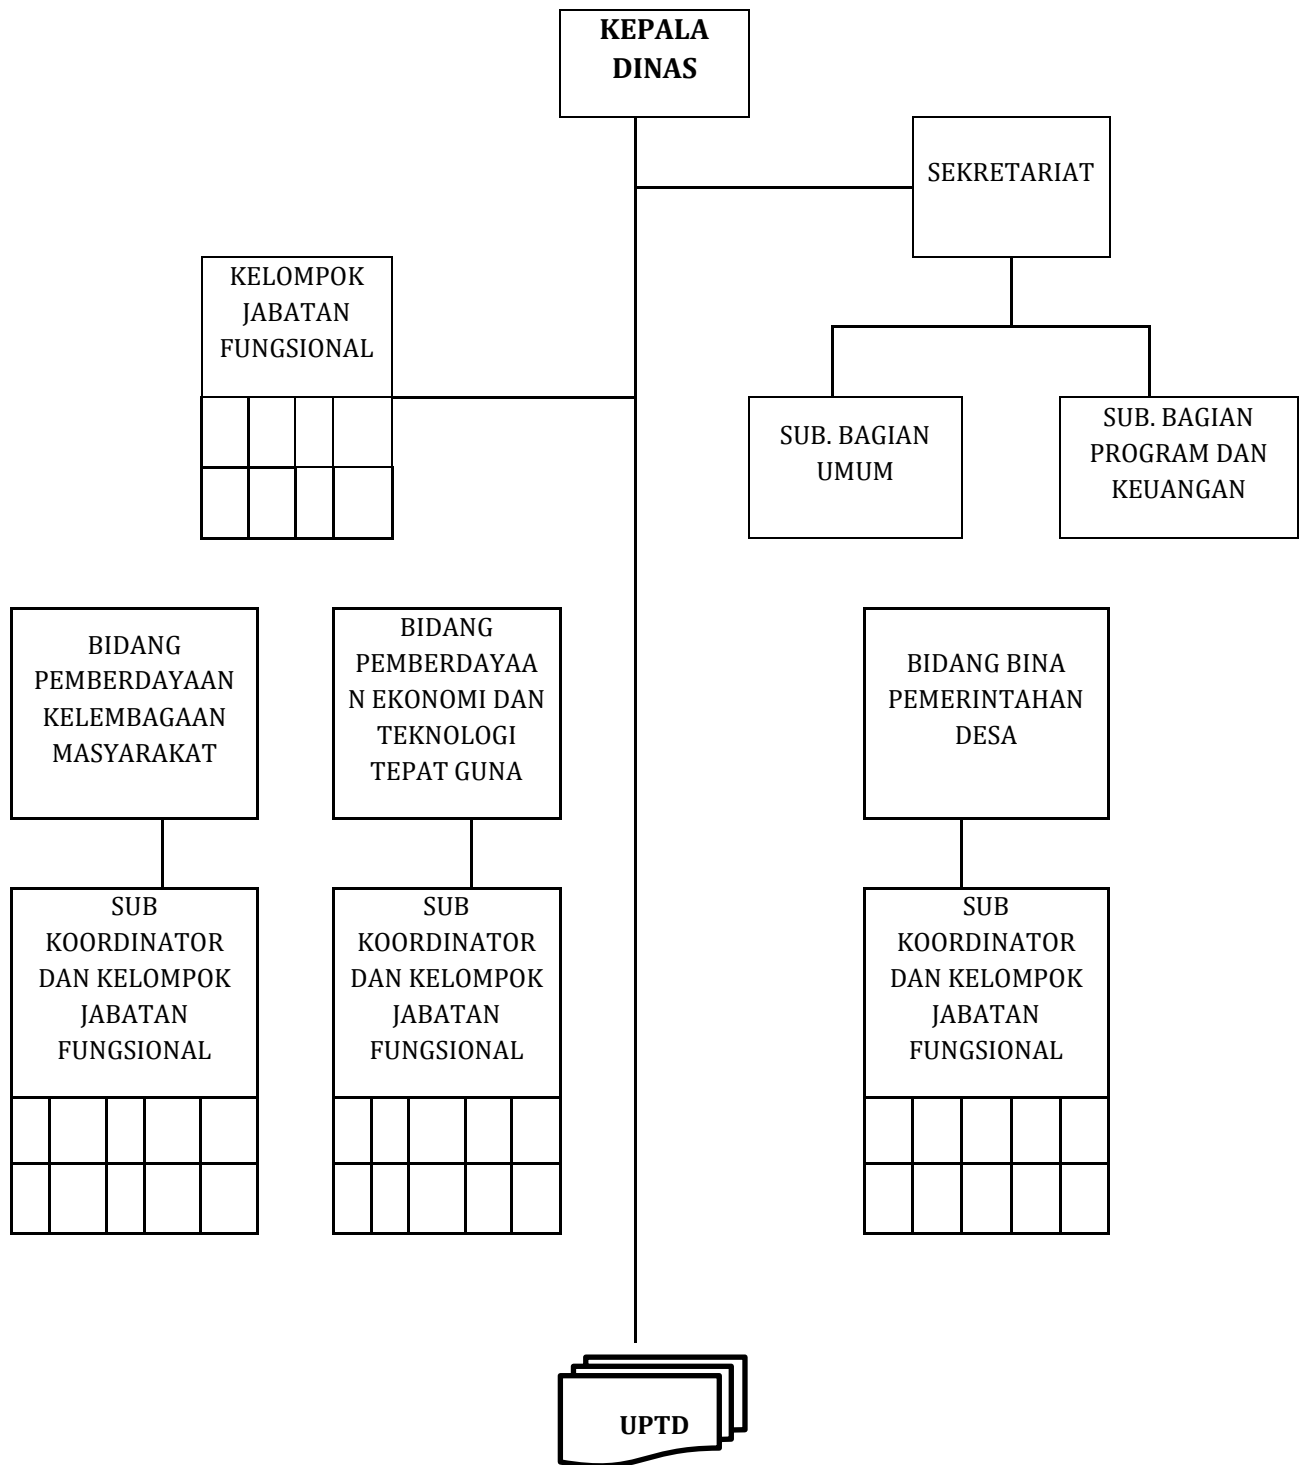 KEPALA
DINAS
SEKRETARIAT
KELOMPOK
JABATAN
FUNGSIONAL
SUB. BAGIAN
UMUM
SUB. BAGIAN
PROGRAM DAN
KEUANGAN
BIDANG
PEMBERDAYAAN
KELEMBAGAAN
MASYARAKAT
BIDANG
PEMBERDAYAA
N EKONOMI DAN
TEKNOLOGI
TEPAT GUNA
BIDANG BINA
PEMERINTAHAN
DESA
SUB
KOORDINATOR
DAN KELOMPOK
JABATAN
FUNGSIONAL
SUB
KOORDINATOR
DAN KELOMPOK
JABATAN
FUNGSIONAL
SUB
KOORDINATOR
DAN KELOMPOK
JABATAN
FUNGSIONAL
UPTD